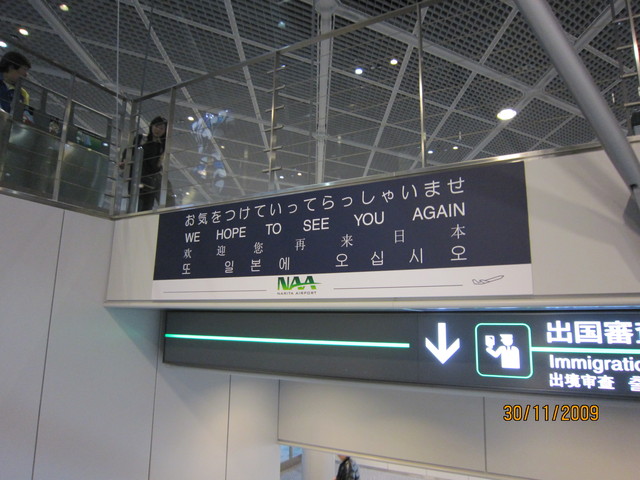 お気をつけていってらっしゃいませ
WE HOPE TO SEE YOU AGAIN
欢迎您再来日本
또 일본에 오십시오
NAA
NARITA AIRPORT
出国審査
Immigratio
出境审查
30/11/2009